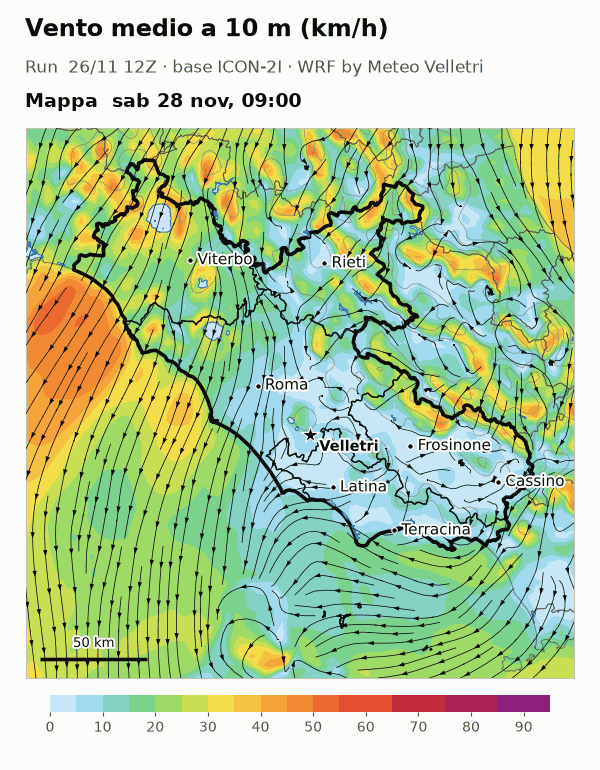 Vento medio a 10 m (km/h)
Run  26/11 12Z · base ICON-2I · WRF by Meteo Velletri
Mappa  sab 28 nov, 09:00
Viterbo
Rieti
Roma
Velletri
Frosinone
Latina
Cassino
Terracina
50 km
0 10 20 30 40 50 60 70 80 90